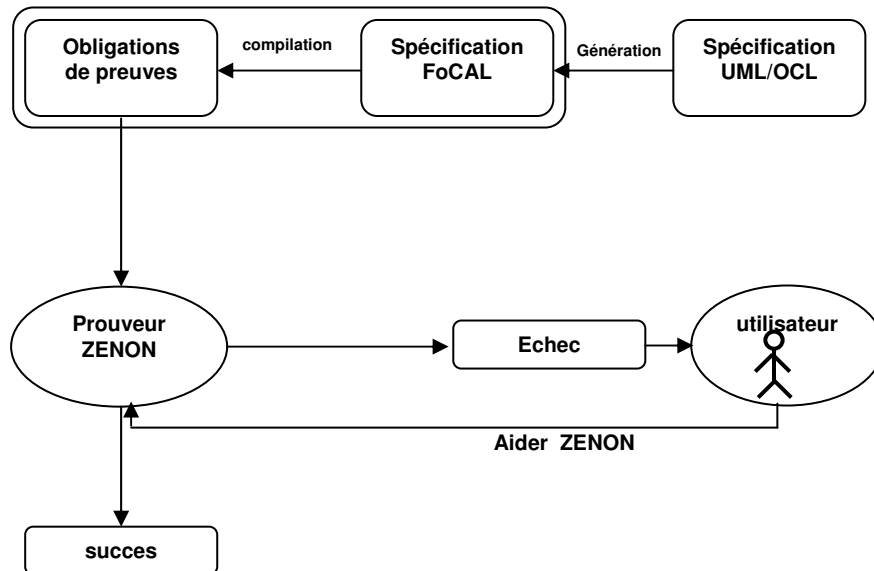 Obligations
de preuves
compilation
Spécification
FoCAL
Génération
Spécification
UML/OCL
Prouveur
ZENON
Echec
utilisateur
Aider ZENON
succes